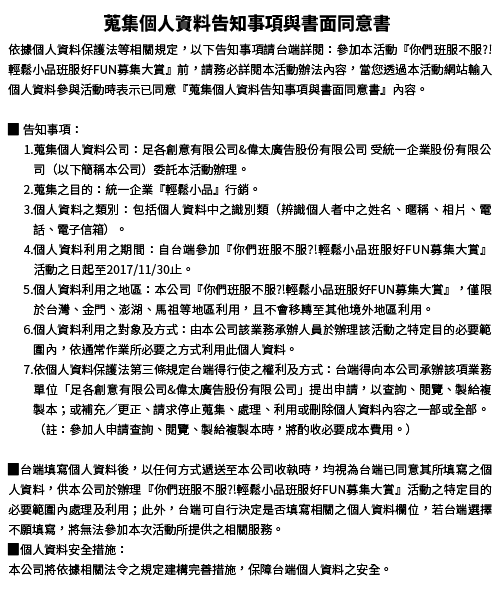 蒐集個人資料告知事項與書面同意書
依據個人資料保護法等相關規定，以下告知事項請台端詳閱：參加本活動『你們班服不服?!
輕鬆小品班服好FUN募集大賞』前，請務必詳閱本活動辦法內容，當您透過本活動網站輸入
個人資料參與活動時表示已同意『蒐集個人資料告知事項與書面同意書』內容。
■ 告知事項：
1.蒐集個人資料公司：足各創意有限公司&偉太廣告股份有限公司 受統一企業股份有限公
司（以下簡稱本公司）委託本活動辦理。
2.蒐集之目的：統一企業『輕鬆小品』行銷。
3.個人資料之類別：包括個人資料中之識別類（辨識個人者中之姓名、暱稱、相片、電
話、電子信箱）。
4.個人資料利用之期間：自台端參加『你們班服不服?!輕鬆小品班服好FUN募集大賞』
活動之日起至2017/11/30止。
5.個人資料利用之地區：本公司『你們班服不服?!輕鬆小品班服好FUN募集大賞』，僅限
於台灣、金門、澎湖、馬祖等地區利用，且不會移轉至其他境外地區利用。
6.個人資料利用之對象及方式：由本公司該業務承辦人員於辦理該活動之特定目的必要範
圍內，依通常作業所必要之方式利用此個人資料。
7.依個人資料保護法第三條規定台端得行使之權利及方式：台端得向本公司承辦該項業務
單位「足各創意有限公司&偉太廣告股份有限公司」提出申請，以查詢、閱覽、製給複
製本；或補充／更正、請求停止蒐集、處理、利用或刪除個人資料內容之一部或全部。
（註：參加人申請查詢、閱覽、製給複製本時，將酌收必要成本費用。）
■台端填寫個人資料後，以任何方式遞送至本公司收執時，均視為台端已同意其所填寫之個
人資料，供本公司於辦理『你們班服不服?!輕鬆小品班服好FUN募集大賞』活動之特定目的
必要範圍內處理及利用；此外，台端可自行決定是否填寫相關之個人資料欄位，若台端選擇
不願填寫，將無法參加本次活動所提供之相關服務。
■個人資料安全措施：
本公司將依據相關法令之規定建構完善措施，保障台端個人資料之安全。